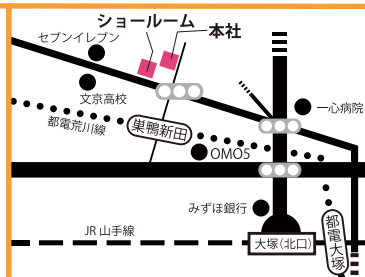 ショールーム
本社
セブンイレブン
文京高校
一心病院
都電荒川線
巣鴨新田
OMO5
みずほ銀行
都電大塚
JR 山手線
大塚(北口)